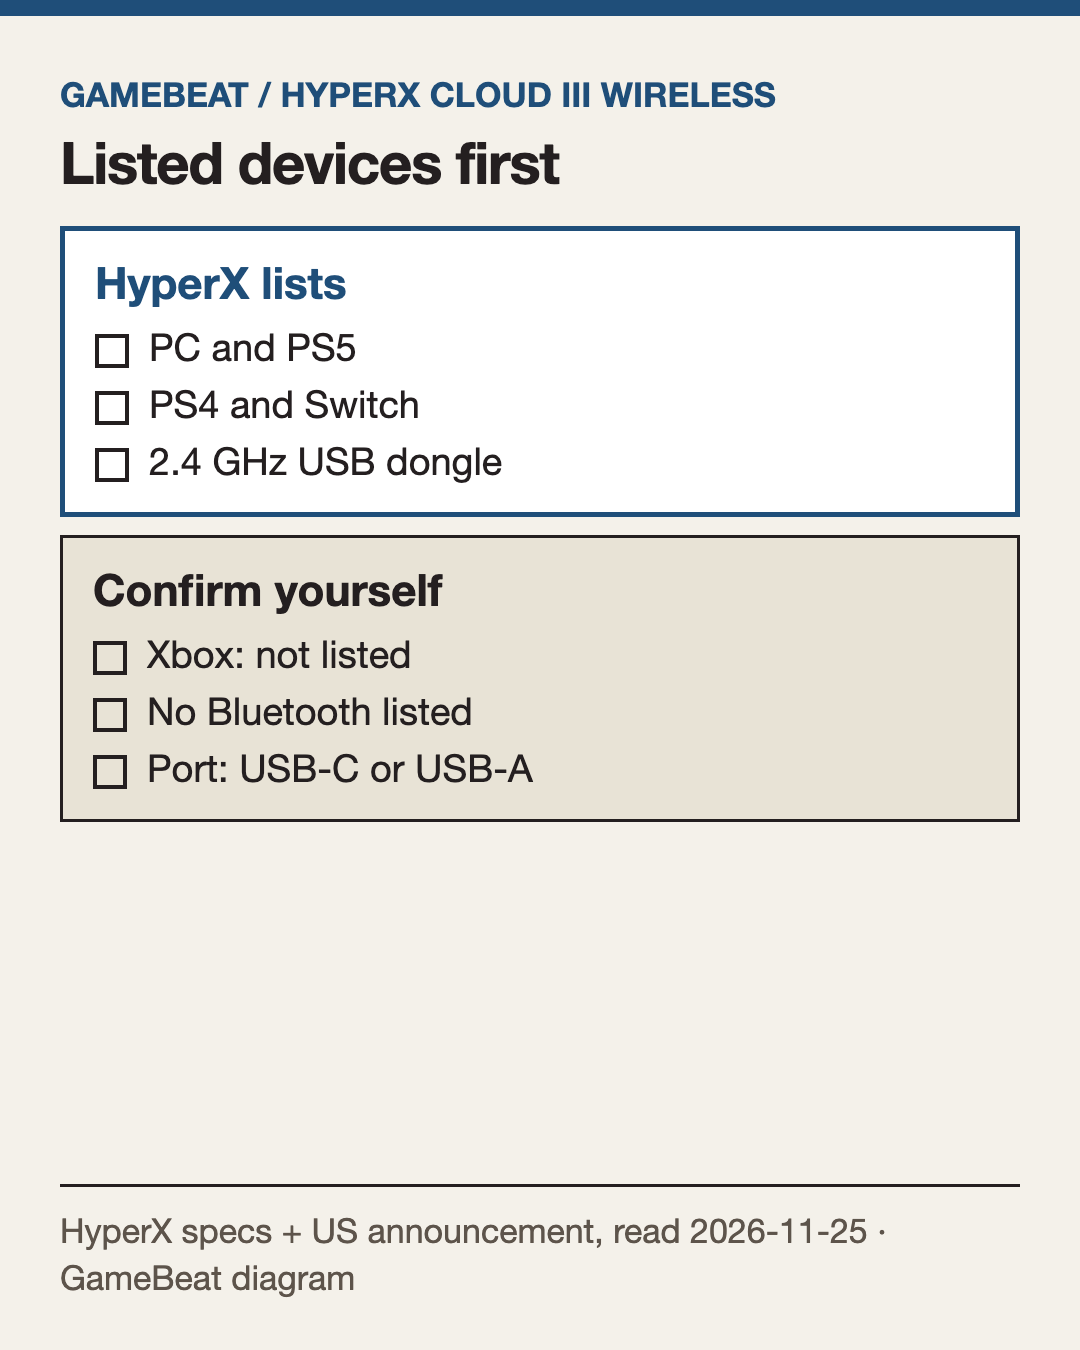 GAMEBEAT / HYPERX CLOUD III WIRELESS
Listed devices first
HyperX lists
PC and PS5
PS4 and Switch
2.4 GHz USB dongle
Confirm yourself
Xbox: not listed
No Bluetooth listed
Port: USB-C or USB-A
HyperX specs + US announcement, read 2026-11-25 ·
GameBeat diagram